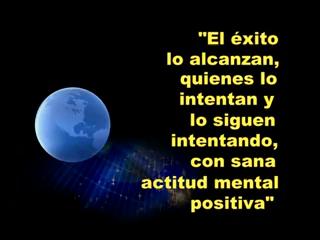 "El éxito
lo alcanzan,
quienes lo
intentan y
lo siguen
intentando,
con sana
actitud mental
positiva"